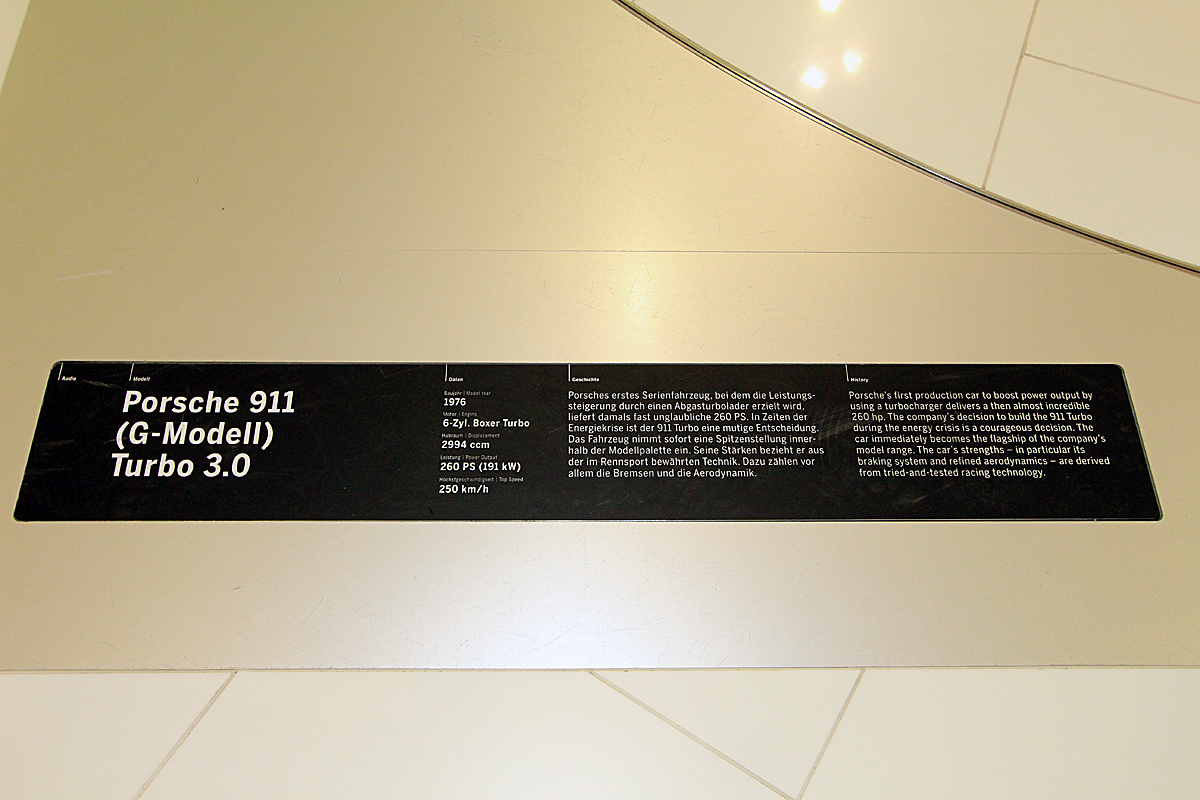 Audio
Modell
Porsche 911
(G-Modell)
Turbo 3.0
Daten
Baujahr | Model Year
1976
Motor | Engine
6-Zyl. Boxer Turbo
Hubraum | Displacement
2994 ccm
Leistung | Power Output
260 PS (191 kW)
Höchstgeschwindigkeit | Top Speed
250 km/h
Geschichte
Porsches erstes Serienfahrzeug, bei dem die Leistungs-
steigerung durch einen Abgasturbolader erzielt wird,
liefert damals fast unglaubliche 260 PS. In Zeiten der
Energiekrise ist der 911 Turbo eine mutige Entscheidung.
Das Fahrzeug nimmt sofort eine Spitzenstellung inner-
halb der Modellpalette ein. Seine Stärken bezieht er aus
der im Rennsport bewährten Technik. Dazu zählen vor
allem die Bremsen und die Aerodynamik.
History
Porsche's first production car to boost power output by
using a turbocharger delivers a then almost incredible
260 hp. The company's decision to build the 911 Turbo
during the energy crisis is a courageous decision. The
car immediately becomes the flagship of the company's
model range. The car's strengths – in particular its
braking system and refined aerodynamics – are derived
from tried-and-tested racing technology.